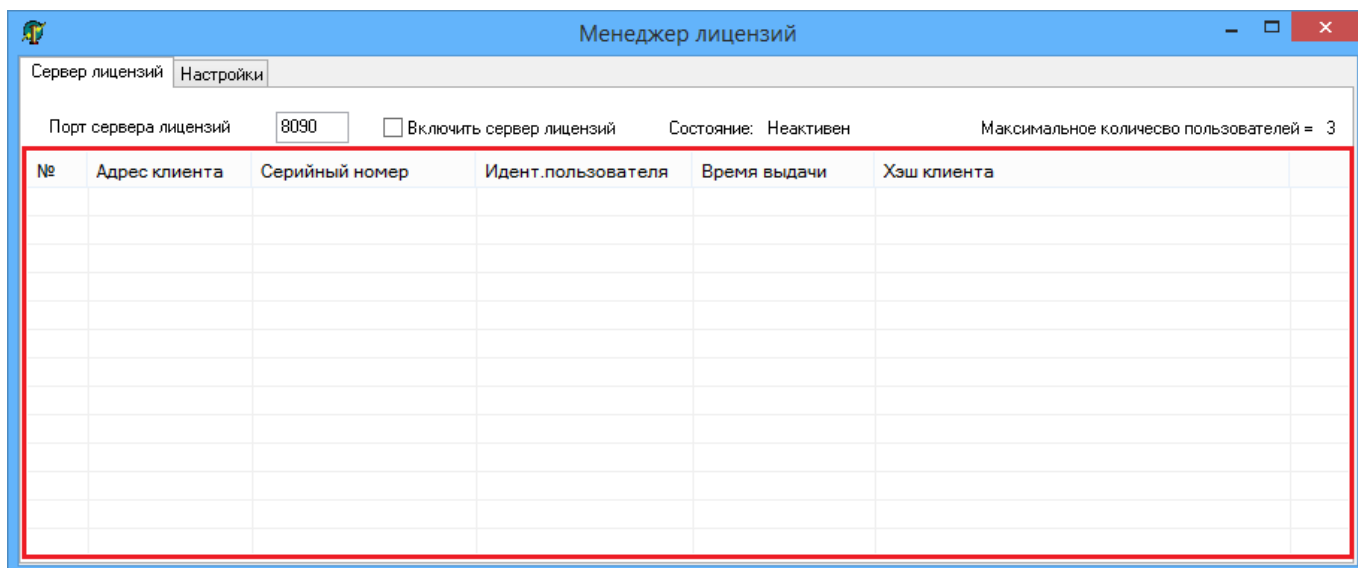 Менеджер лицензий
Сервер лицензий Настройки
Порт сервера лицензий 8090 Включить сервер лицензий Состояние: Неактивен Максимальное количесво пользователей = 3
№ Адрес клиента Серийный номер Идент.пользователя Время выдачи Хэш клиента